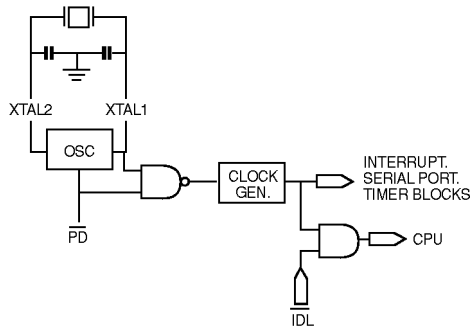 XTAL2
XTAL1
OSC
CLOCK
GEN.
INTERRUPT.
SERIAL PORT.
TIMER BLOCKS
PD
CPU
IDL